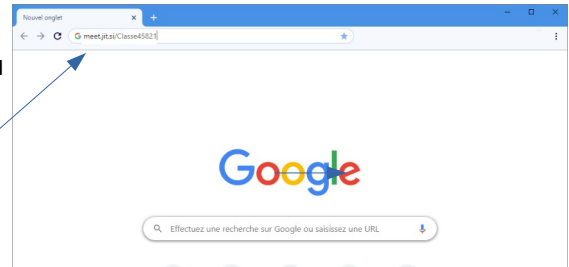 Nouvel onglet
meet.jit.si/Classe45821
Google
Effectuez une recherche sur Google ou saisissez une URL